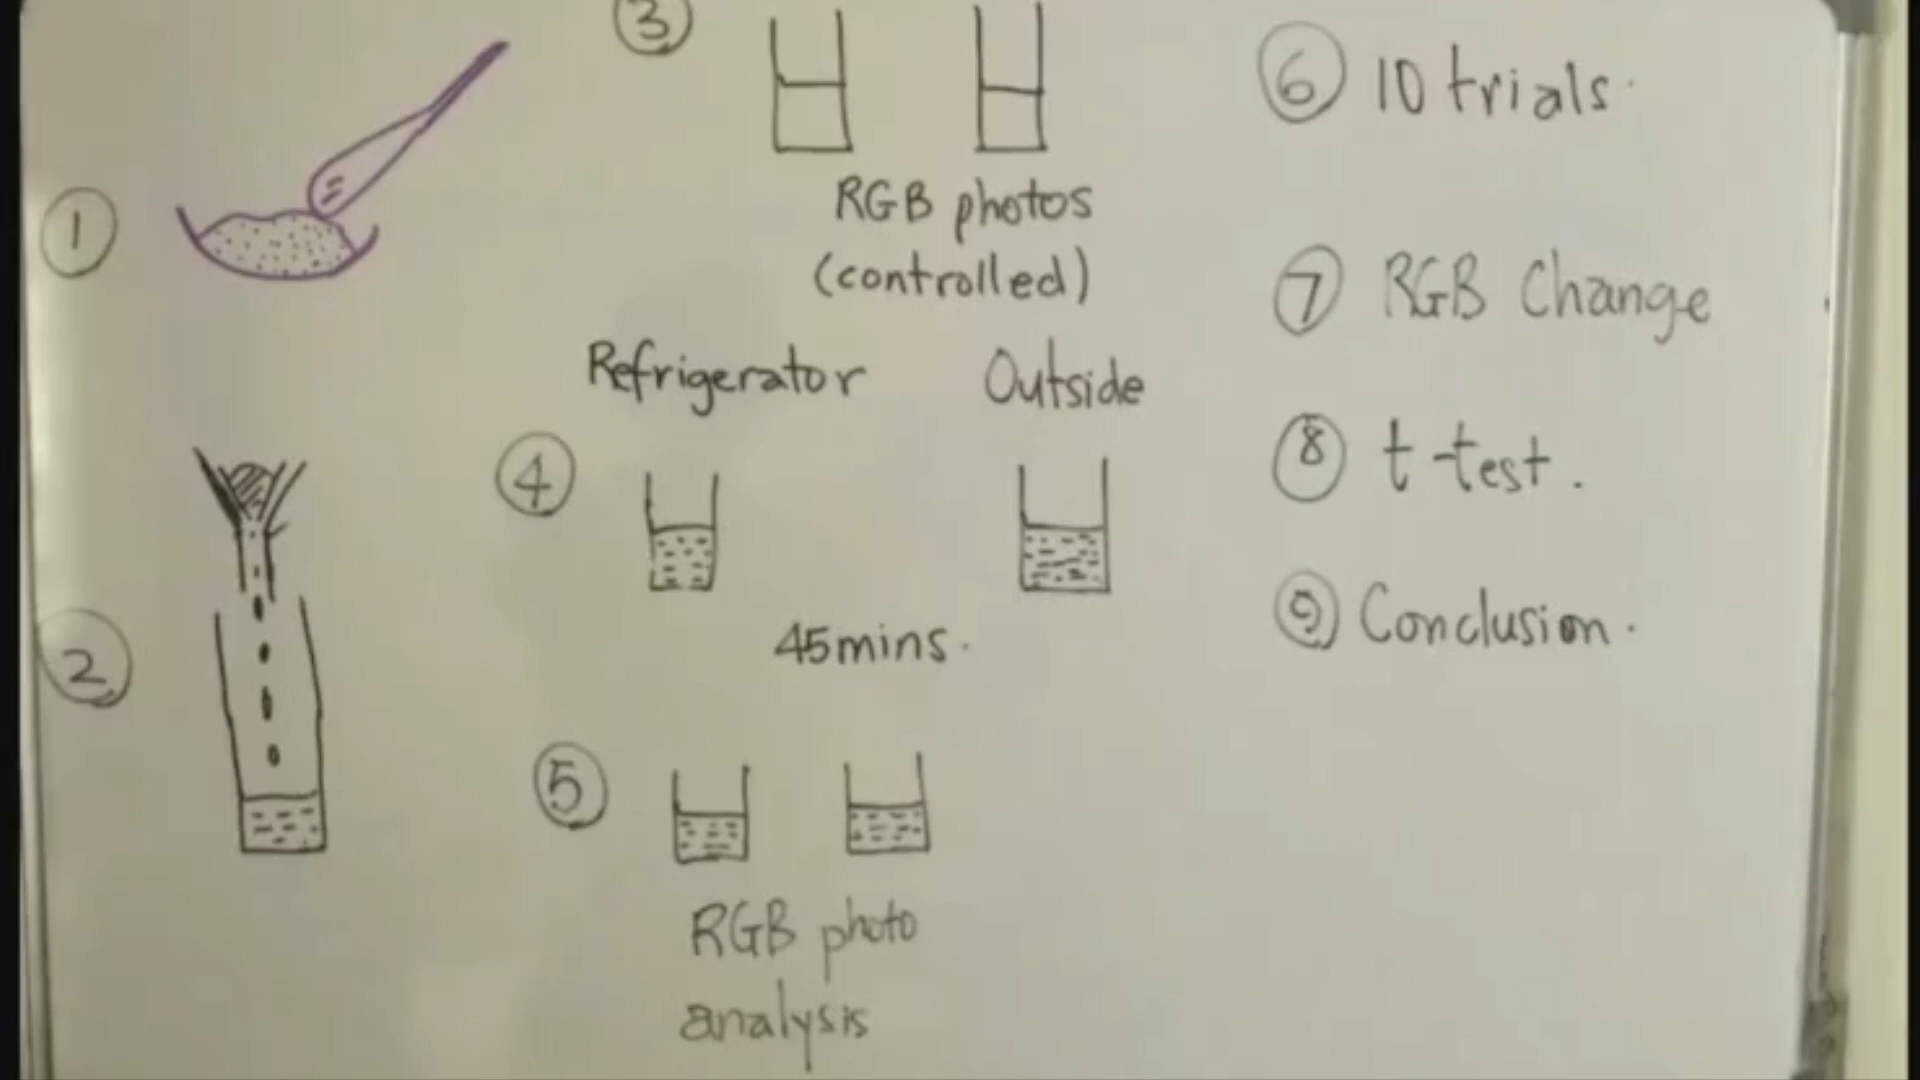 1
2
3
RGB photos
(controlled)
Refrigerator Outside
4
45mins.
5
RGB photo
analysis
6 10 trials.
7 RGB Change
8 t-test.
9 Conclusion.